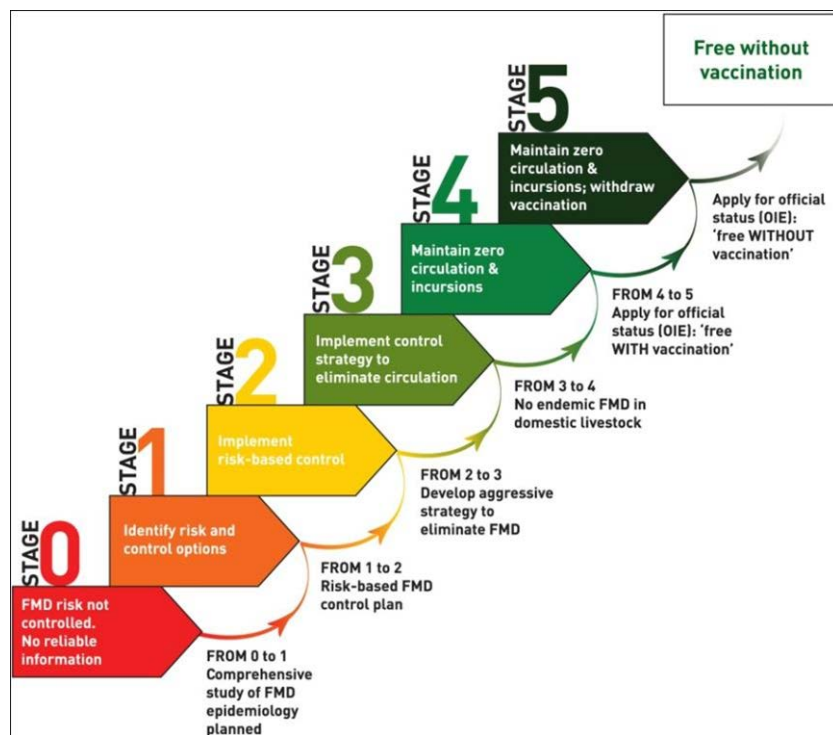 Free without
vaccination
STAGE 5
Maintain zero
circulation &
incursions; withdraw
vaccination
Apply for official
status (OIE):
'free WITHOUT
vaccination'
STAGE 4
Maintain zero
circulation &
incursions
FROM 4 to 5
Apply for official
status (OIE): 'free
WITH vaccination'
STAGE 3
Implement control
strategy to
eliminate circulation
FROM 3 to 4
No endemic FMD in
domestic livestock
STAGE 2
Implement
risk-based control
FROM 2 to 3
Develop aggressive
strategy to
eliminate FMD
STAGE 1
Identify risk and
control options
FROM 1 to 2
Risk-based FMD
control plan
STAGE 0
FMD risk not
controlled.
No reliable
information
FROM 0 to 1
Comprehensive
study of FMD
epidemiology
planned